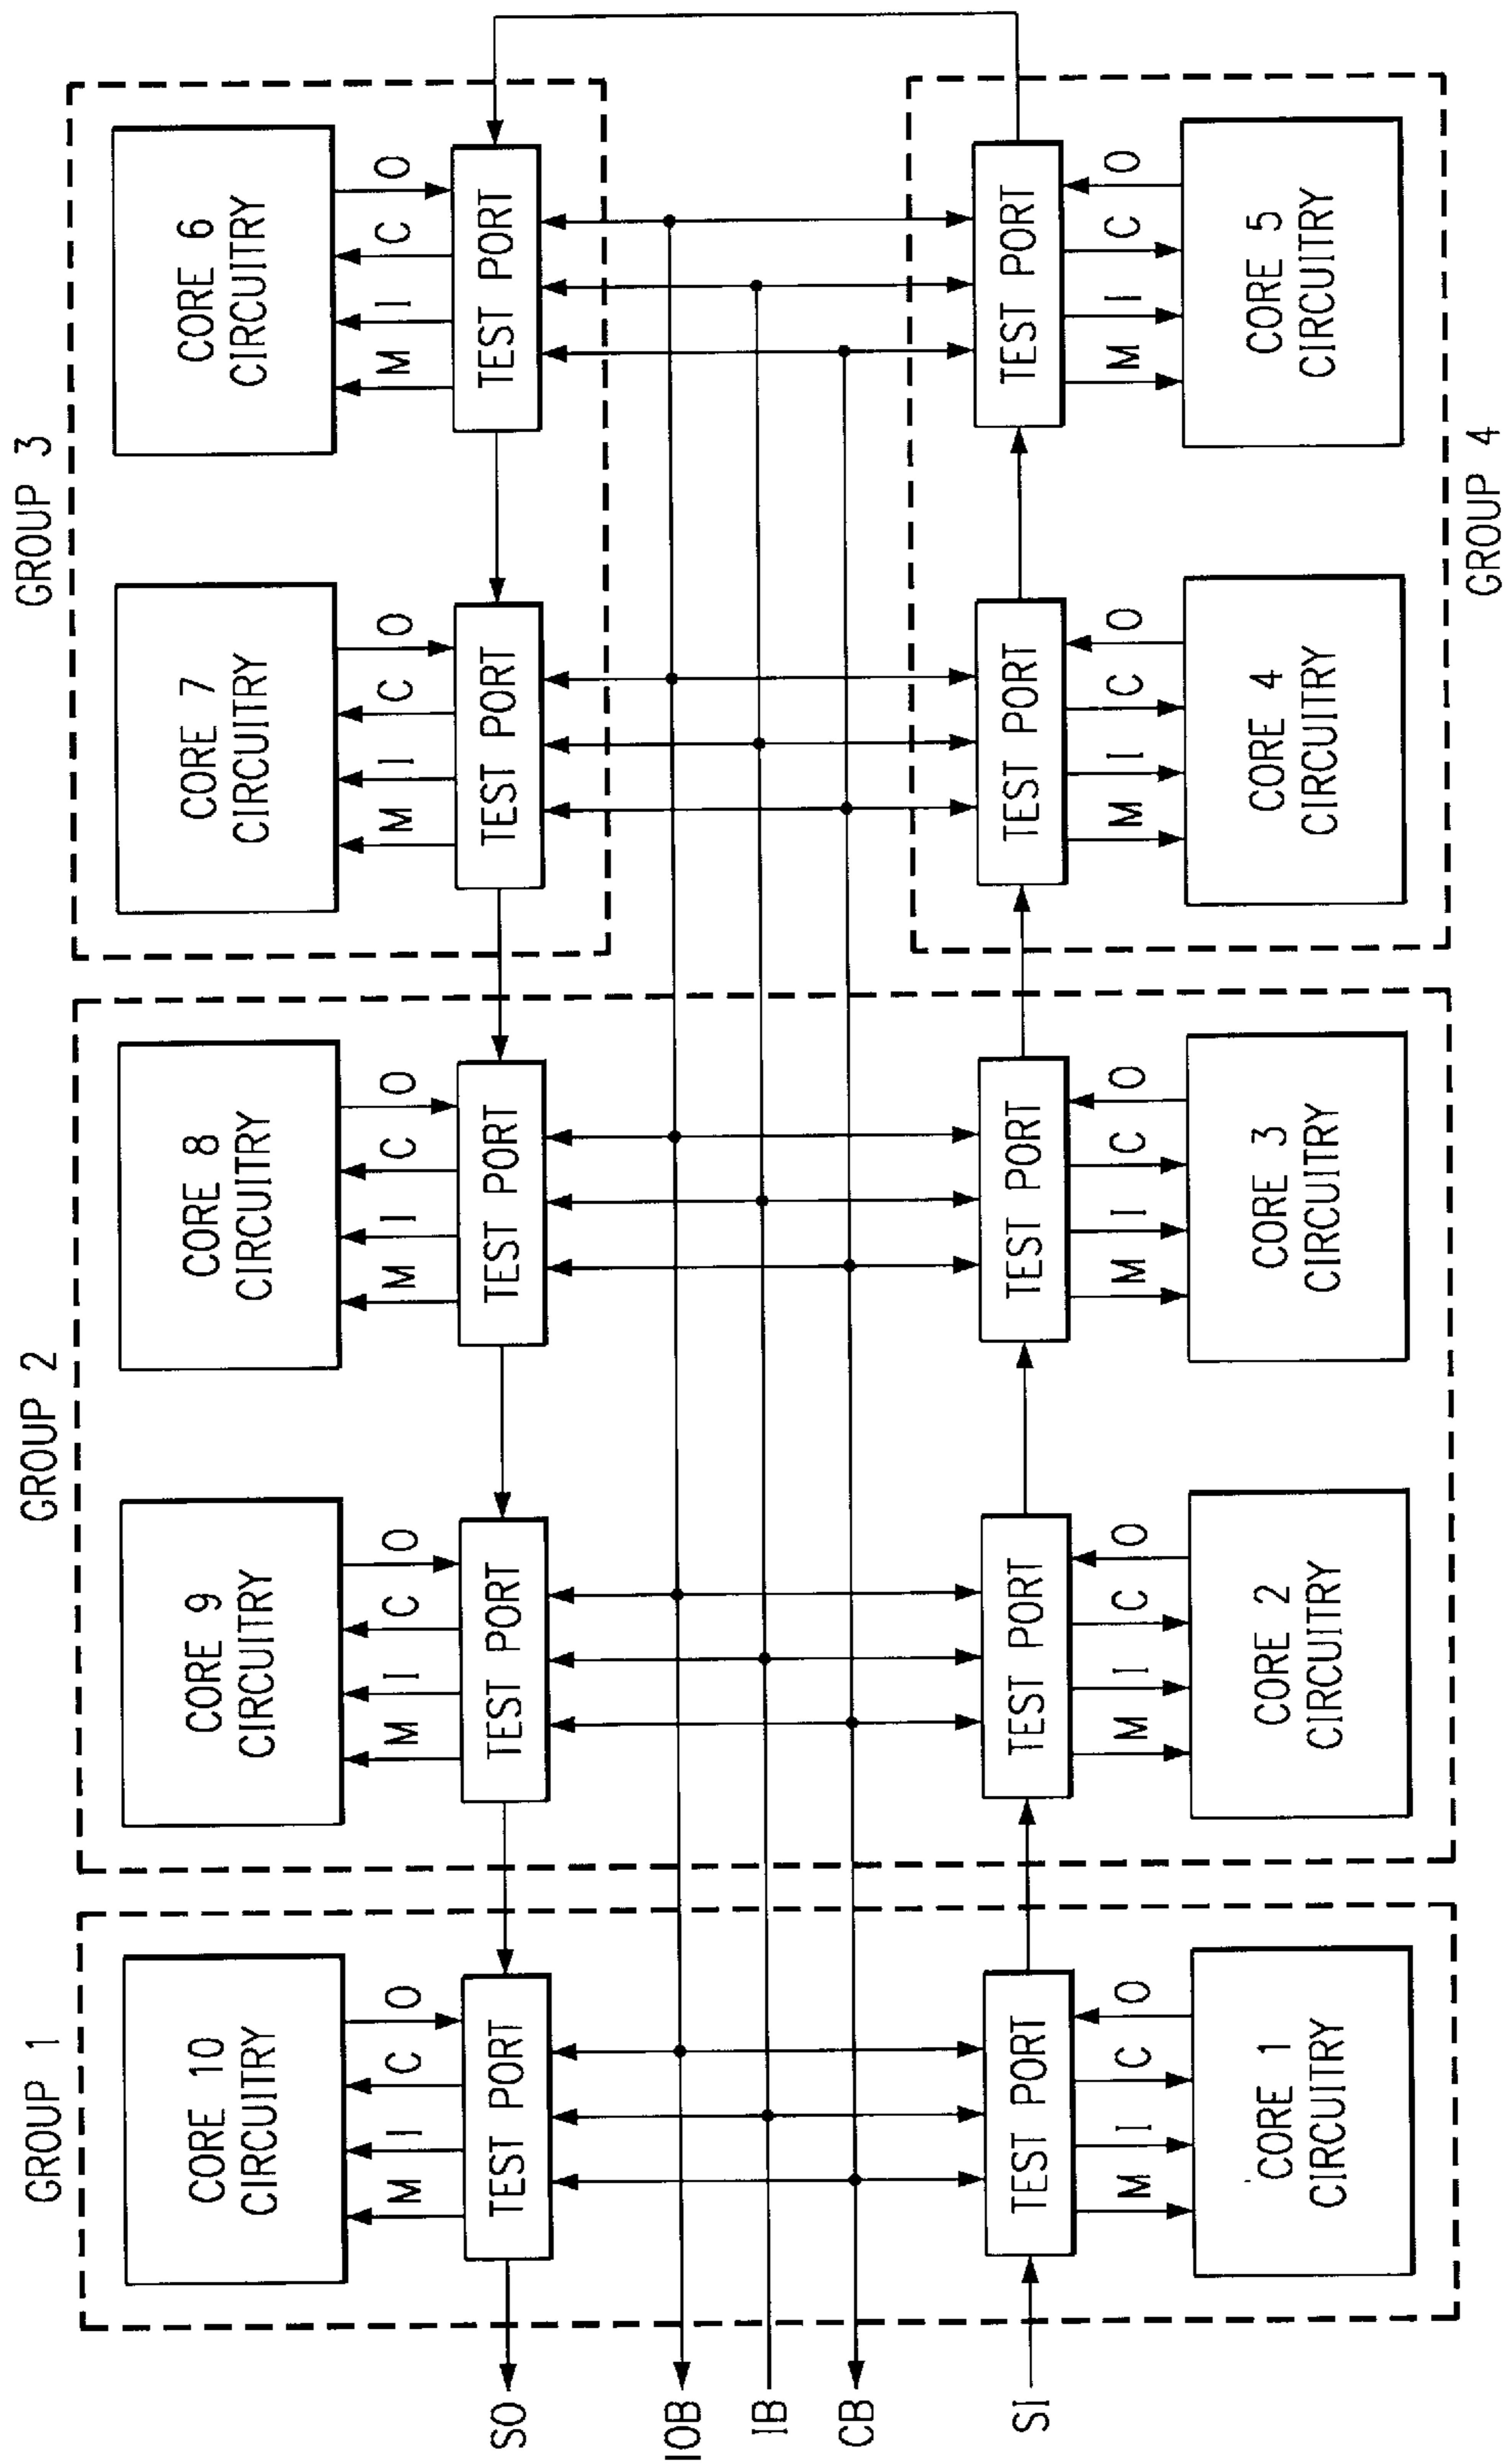 GROUP 1
GROUP 2
GROUP 3
CORE 10
CIRCUITRY
CORE 9
CIRCUITRY
CORE 8
CIRCUITRY
CORE 7
CIRCUITRY
CORE 6
CIRCUITRY
M I C O
M I C O
M I C O
M I C O
M I C O
SO
TEST PORT
TEST PORT
TEST PORT
TEST PORT
TEST PORT
IOB
IB
CB
SI
TEST PORT
TEST PORT
TEST PORT
TEST PORT
TEST PORT
M I C O
M I C O
M I C O
M I C O
M I C O
CORE 1
CIRCUITRY
CORE 2
CIRCUITRY
CORE 3
CIRCUITRY
CORE 4
CIRCUITRY
CORE 5
CIRCUITRY
GROUP 4